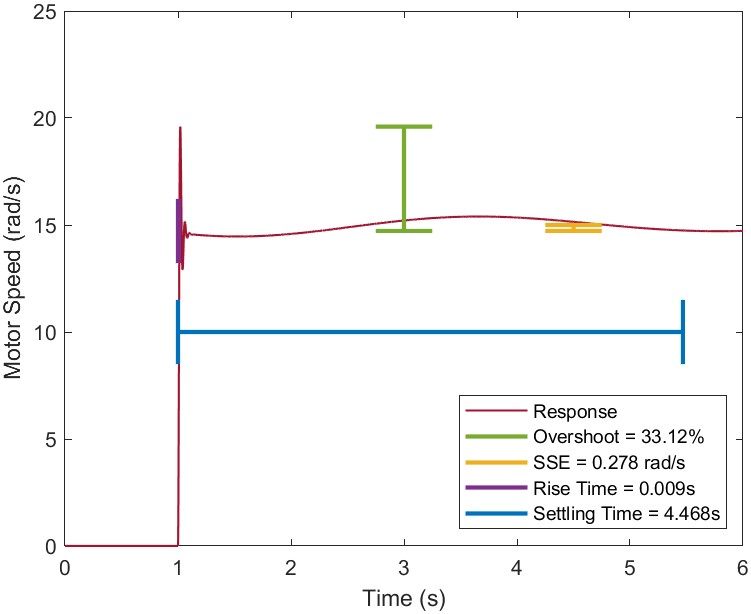 25
20
15
10
5
0
Motor Speed (rad/s)
Response
Overshoot = 33.12%
SSE = 0.278 rad/s
Rise Time = 0.009s
Settling Time = 4.468s
0 1 2 3 4 5 6
Time (s)